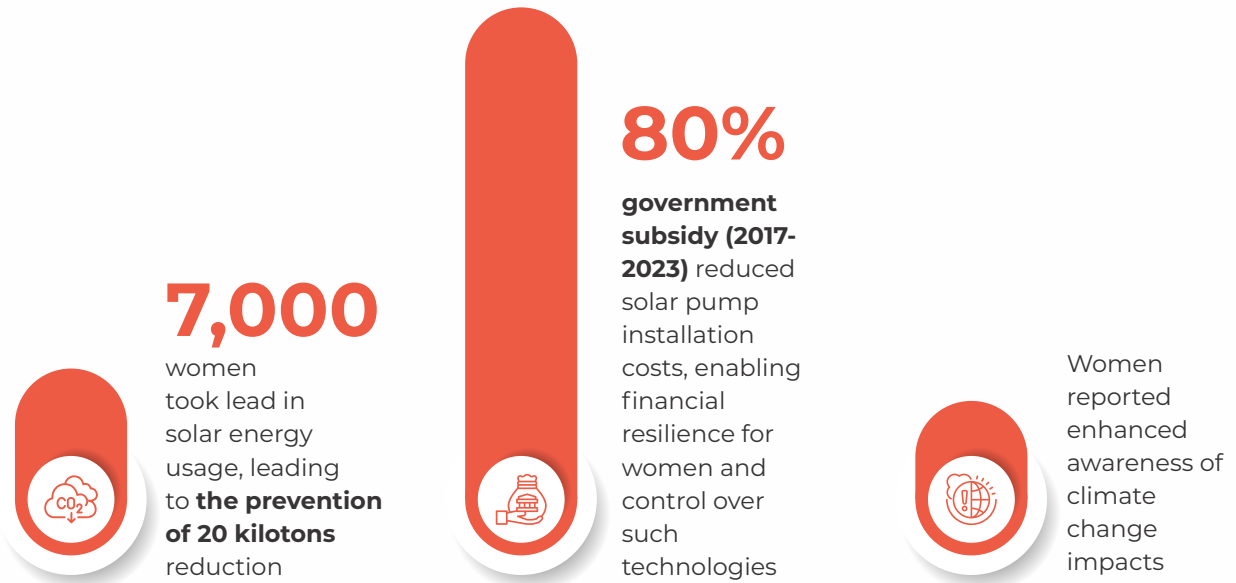 7,000
women
took lead in
solar energy
usage, leading
to the prevention
of 20 kilotons
reduction
CO2
80%
government
subsidy (2017-
2023) reduced
solar pump
installation
costs, enabling
financial
resilience for
women and
control over
such
technologies
Women
reported
enhanced
awareness of
climate
change
impacts